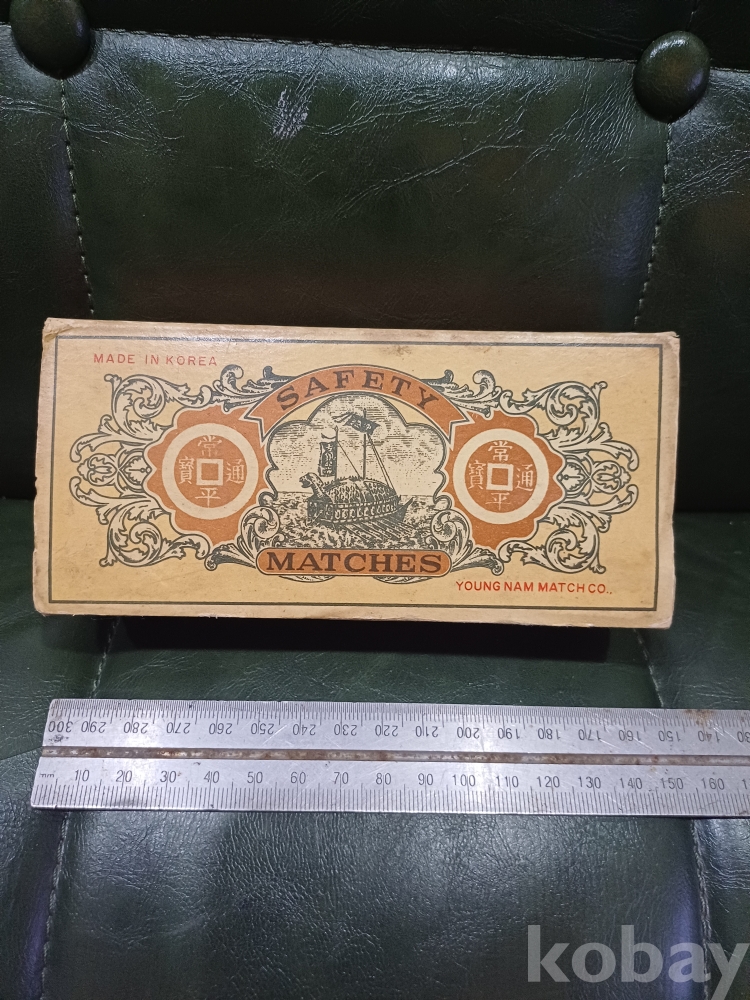 MADE IN KOREA
SAFETY
常平通寶
常平通寶
MATCHES
YOUNG NAM MATCH CO.,
300 290 280 270 260 250 240 230 220 210 200 190 180 170 160 150 140
mm 10 20 30 40 50 60 70 80 90 100 110 120 130 140 150 160
kobay